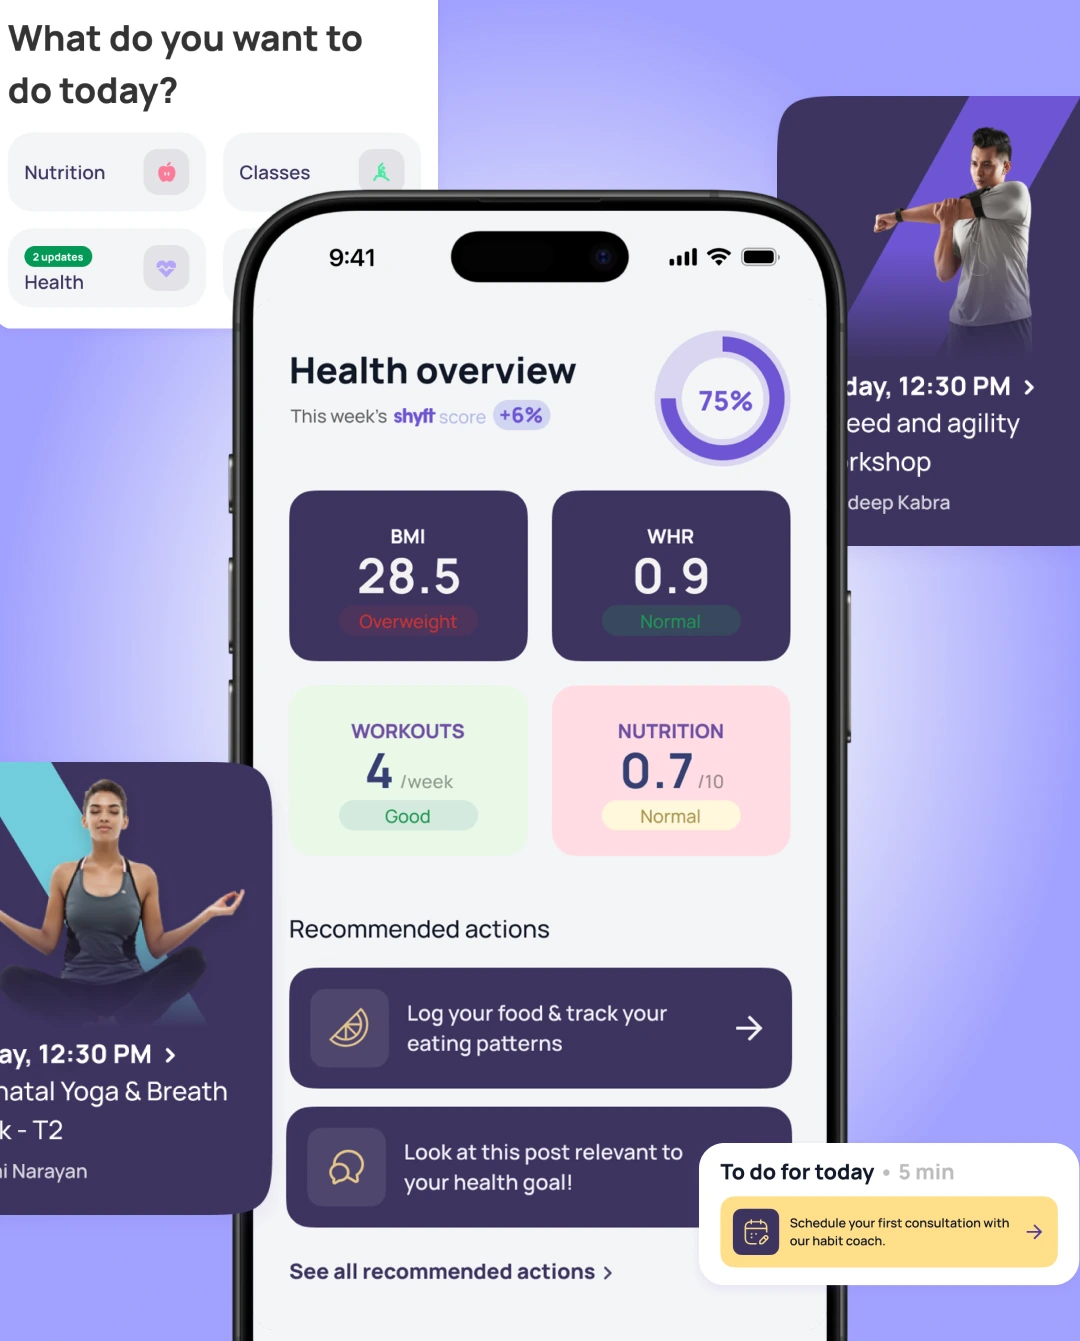 What do you want to
do today?
Nutrition
Classes
2 updates
Health
9:41
Health overview
This week's shyft score +6%
75%
BMI
28.5
Overweight
WHR
0.9
Normal
WORKOUTS
4 /week
Good
NUTRITION
0.7 /10
Normal
Recommended actions
Log your food & track your
eating patterns
Look at this post relevant to
your health goal!
See all recommended actions >
day, 12:30 PM >
eed and agility
rkshop
deep Kabra
ay, 12:30 PM >
natal Yoga & Breath
k - T2
i Narayan
To do for today • 5 min
Schedule your first consultation with
our habit coach.